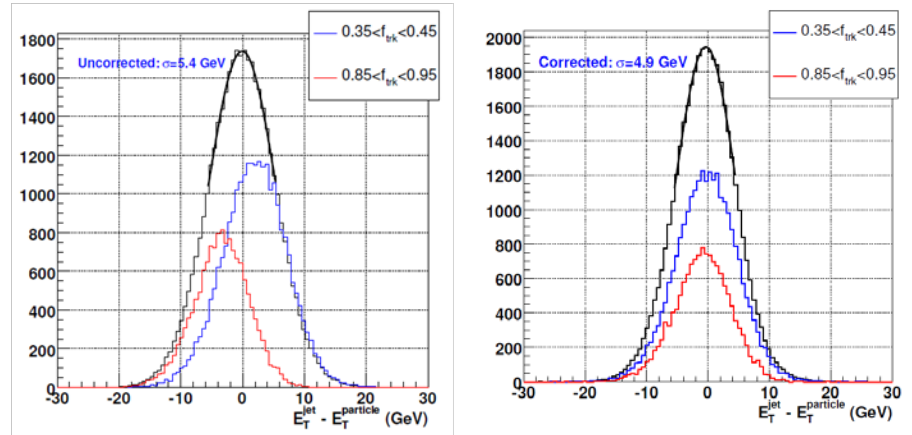 0.35<f_trk<0.45
0.85<f_trk<0.95
Uncorrected: σ=5.4 GeV
1800
1600
1400
1200
1000
800
600
400
200
0
-30 -20 -10 0 10 20 30
E_T^jet - E_T^particle (GeV)
0.35<f_trk<0.45
0.85<f_trk<0.95
Corrected: σ=4.9 GeV
2000
1800
1600
1400
1200
1000
800
600
400
200
0
-30 -20 -10 0 10 20 30
E_T^jet - E_T^particle (GeV)